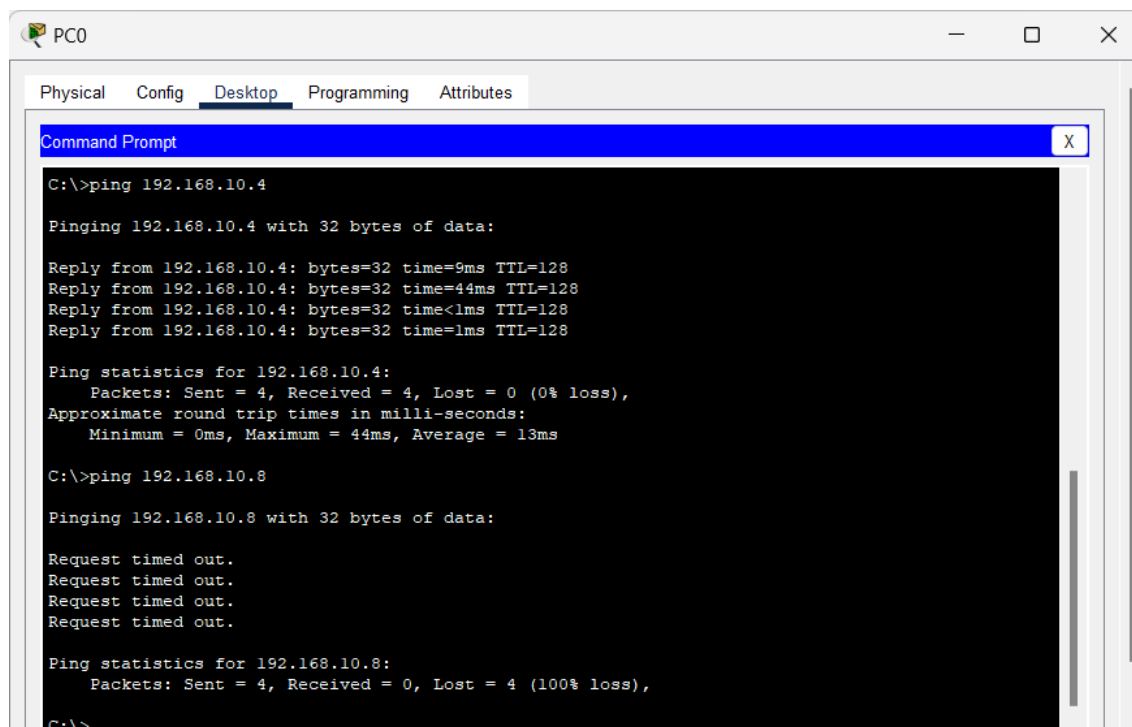 PC0
Physical Config Desktop Programming Attributes
Command Prompt X
C:\>ping 192.168.10.4
Pinging 192.168.10.4 with 32 bytes of data:
Reply from 192.168.10.4: bytes=32 time=9ms TTL=128
Reply from 192.168.10.4: bytes=32 time=44ms TTL=128
Reply from 192.168.10.4: bytes=32 time<1ms TTL=128
Reply from 192.168.10.4: bytes=32 time=1ms TTL=128
Ping statistics for 192.168.10.4:
Packets: Sent = 4, Received = 4, Lost = 0 (0% loss),
Approximate round trip times in milli-seconds:
Minimum = 0ms, Maximum = 44ms, Average = 13ms
C:\>ping 192.168.10.8
Pinging 192.168.10.8 with 32 bytes of data:
Request timed out.
Request timed out.
Request timed out.
Request timed out.
Ping statistics for 192.168.10.8:
Packets: Sent = 4, Received = 0, Lost = 4 (100% loss),
C:\>